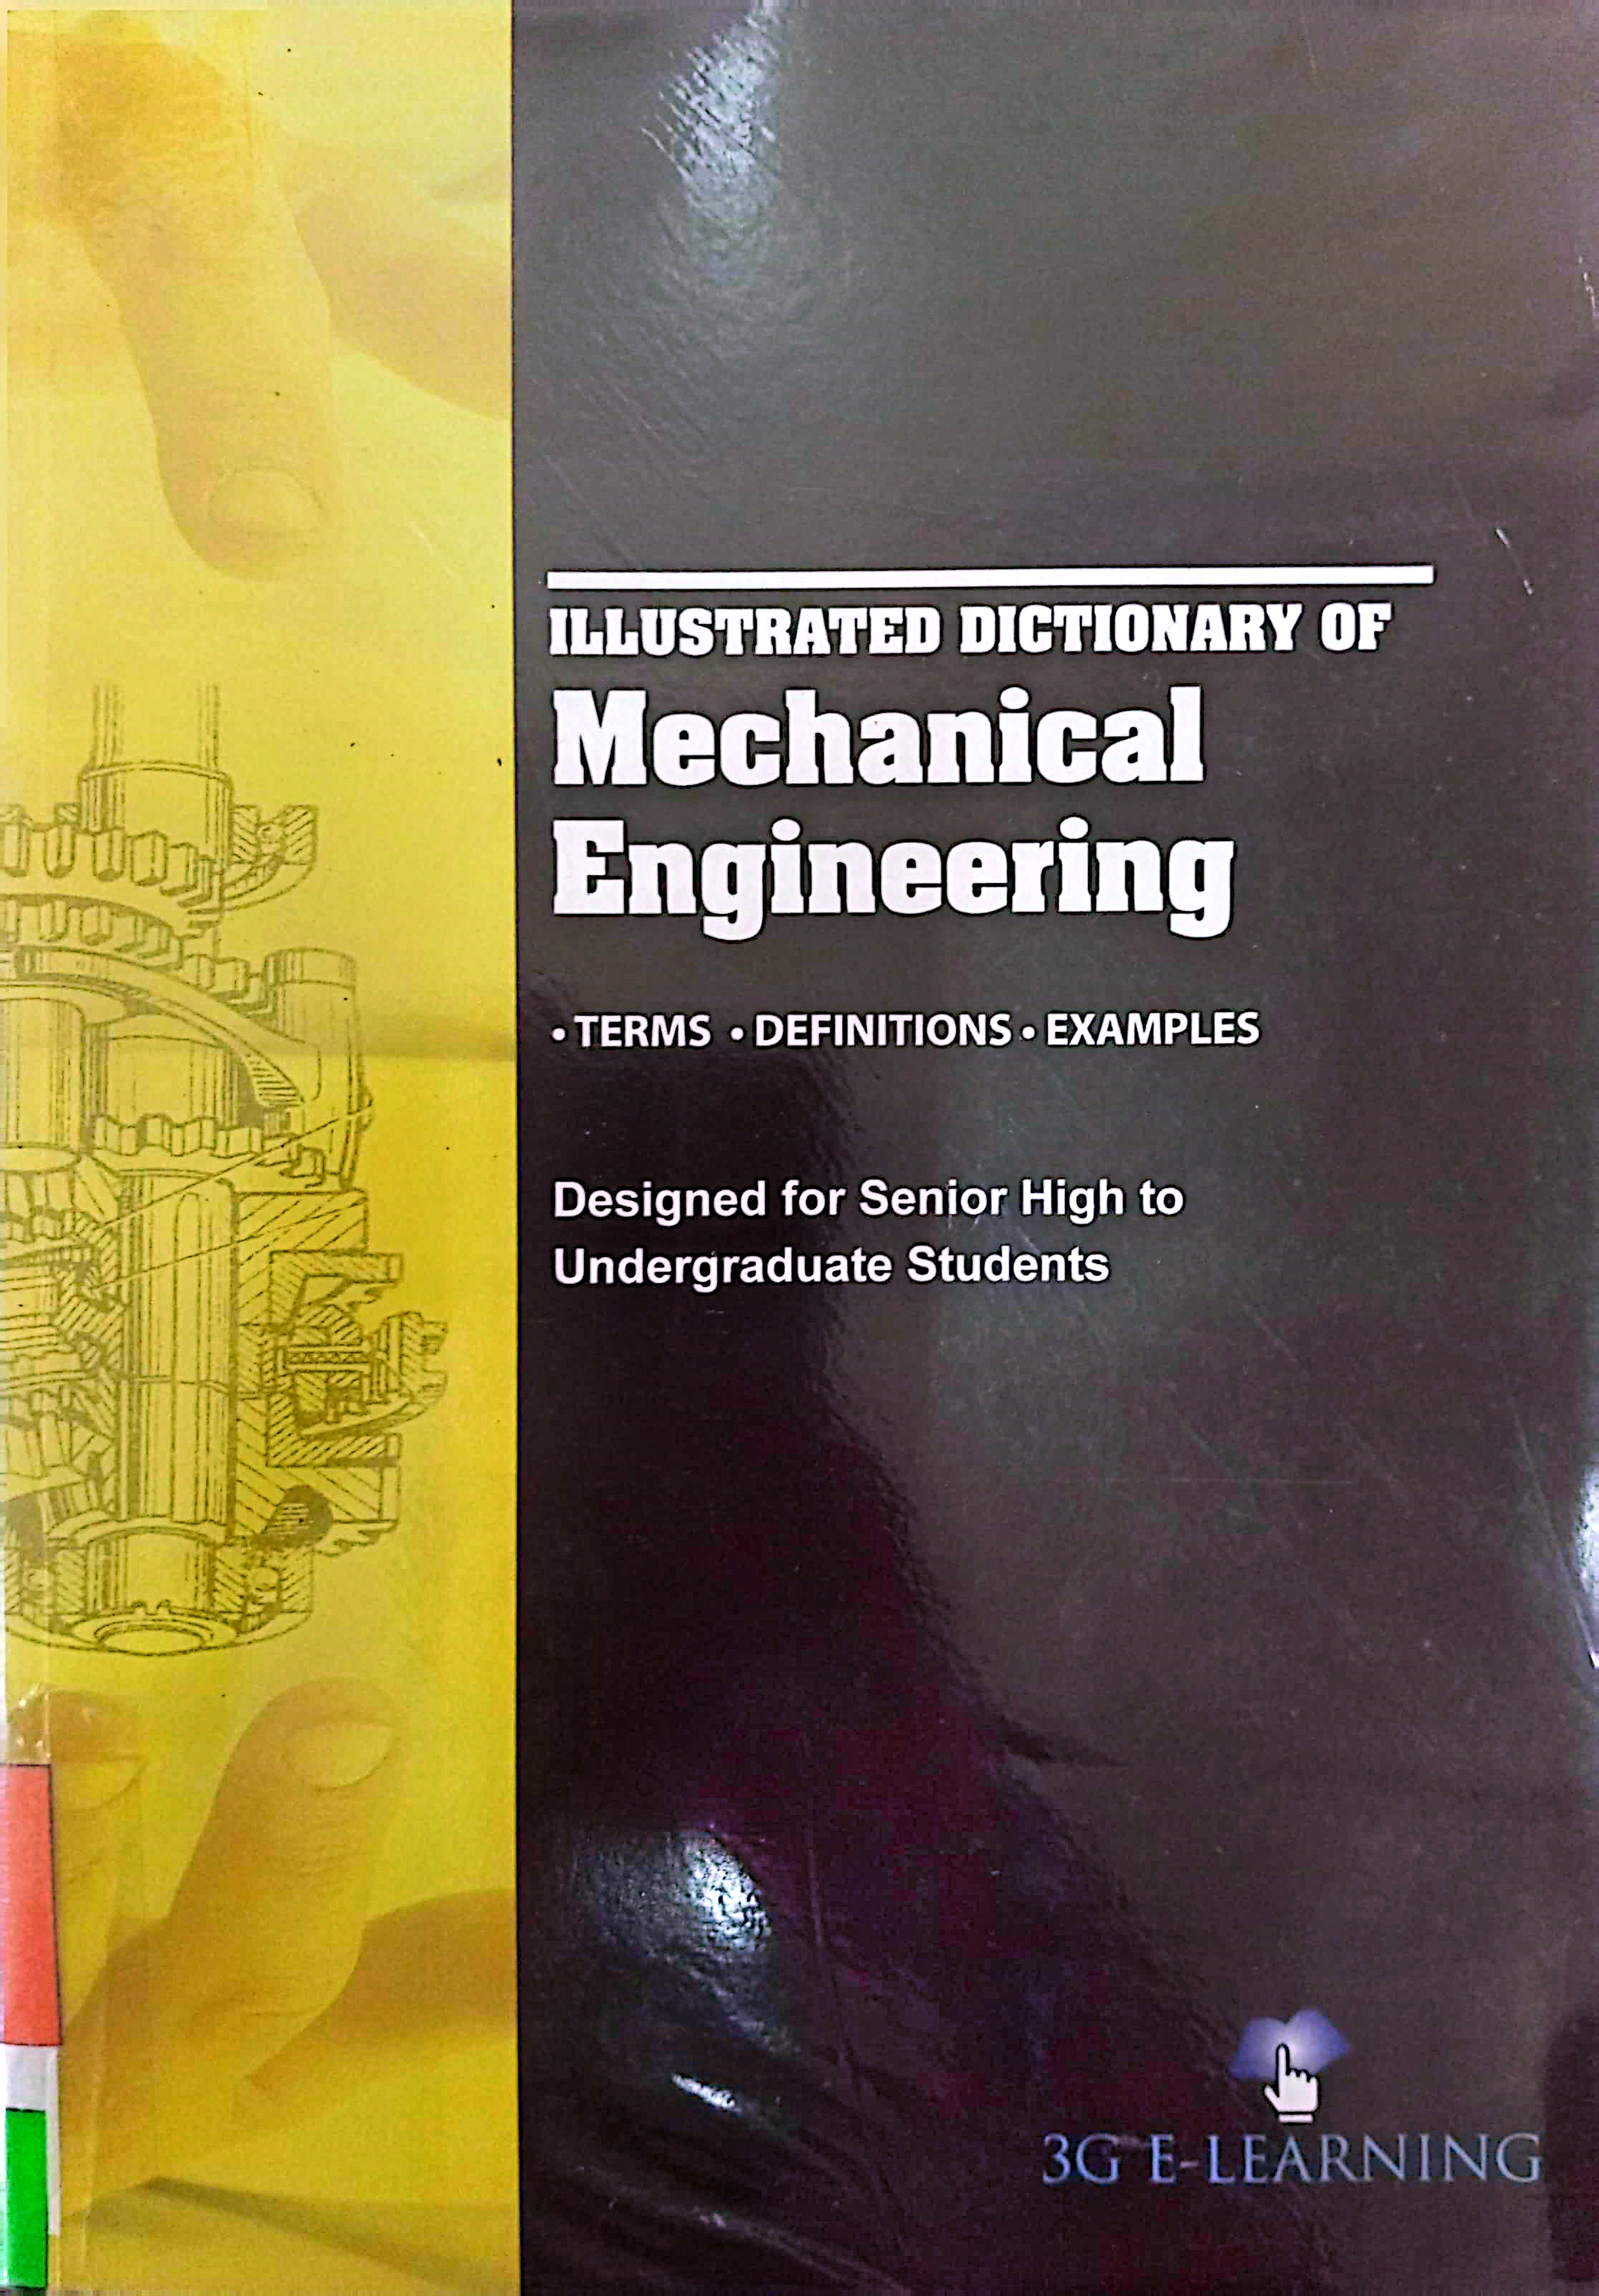 ILLUSTRATED DICTIONARY OF
Mechanical
Engineering
• TERMS • DEFINITIONS • EXAMPLES
Designed for Senior High to
Undergraduate Students
3G E-LEARNING